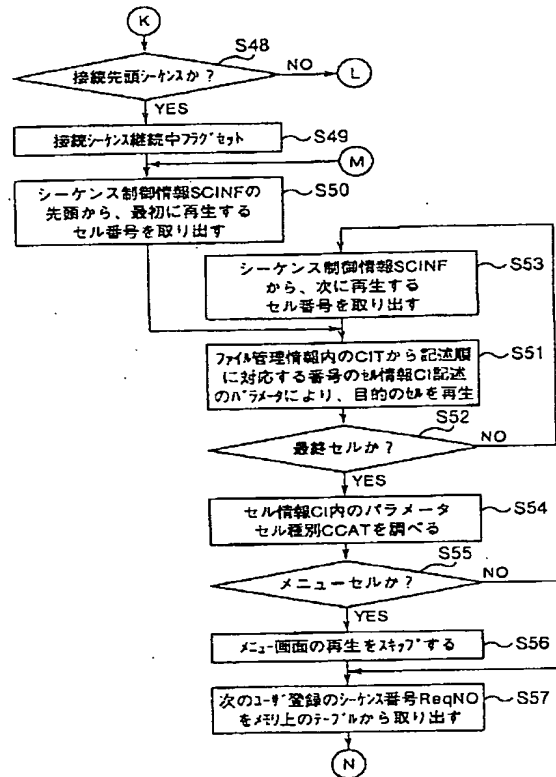 K
S48
接続先頭シーケンスか？
NO
L
YES
接続シーケンス継続中フラグセット
S49
M
シーケンス制御情報SCINFの
先頭から、最初に再生する
セル番号を取り出す
S50
シーケンス制御情報SCINF
から、次に再生する
セル番号を取り出す
S53
ファイル管理情報内のCITから記述順
に対応する番号のセル情報CI記述
のパラメータにより、目的のセルを再生
S51
S52
最終セルか？
NO
YES
セル情報CI内のパラメータ
セル種別CCATを調べる
S54
S55
メニューセルか？
NO
YES
メニュー画面の再生をスキップする
S56
次のユーザ登録のシーケンス番号ReqNO
をメモリ上のテーブルから取り出す
S57
N